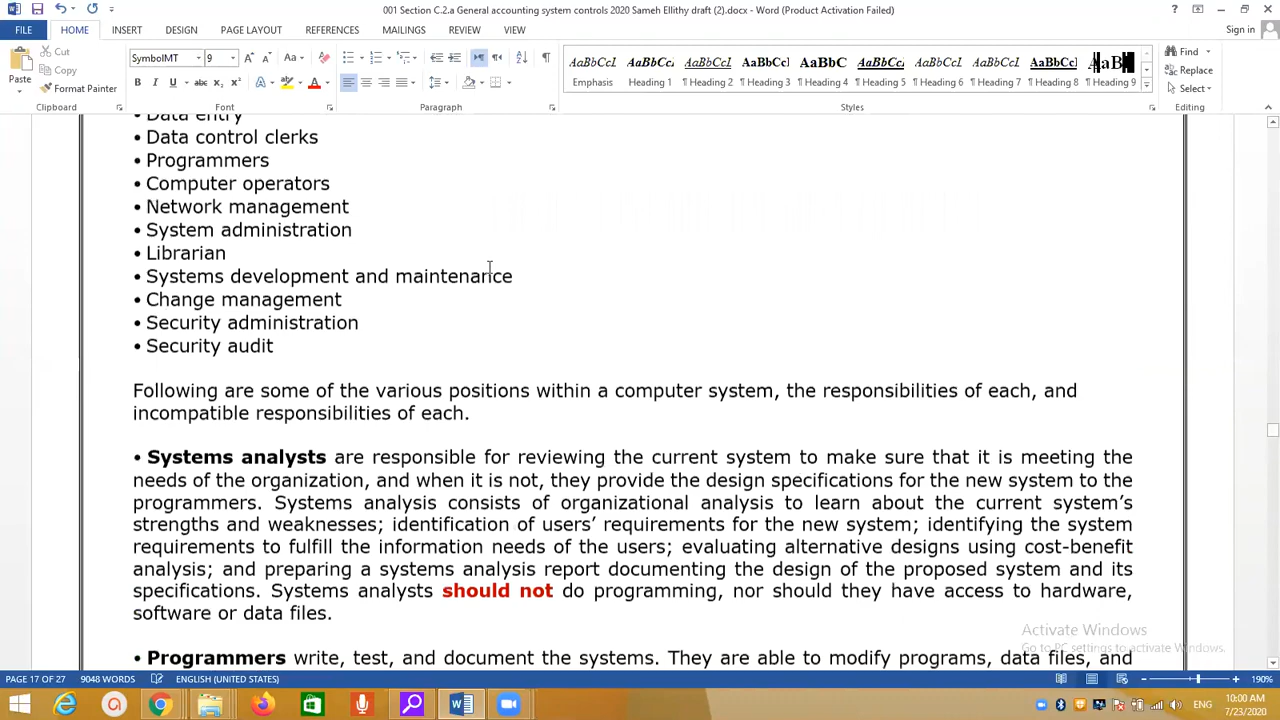 001 Section C.2.a General accounting system controls 2020 Sameh Ellithy draft (2).docx - Word (Product Activation Failed)
FILE HOME INSERT DESIGN PAGE LAYOUT REFERENCES MAILINGS REVIEW VIEW Sign in
Paste Cut Copy Format Painter
Clipboard
SymbolMT 9
B I U abc X₂ X²
Font
Paragraph
AaBbCcI AaBbCc. AaBbCcI AaBbCcI AaBbC AaBbCc. AaBbCcI AaBbCcI AaBbCcI AaB
Emphasis Heading 1 ¶ Heading 2 ¶ Heading 3 ¶ Heading 4 ¶ Heading 5 ¶ Heading 6 ¶ Heading 7 ¶ Heading 8 ¶ Heading 9
Styles
Find
Replace
Select
Editing
• Data entry
• Data control clerks
• Programmers
• Computer operators
• Network management
• System administration
• Librarian
• Systems development and maintenance
• Change management
• Security administration
• Security audit
Following are some of the various positions within a computer system, the responsibilities of each, and
incompatible responsibilities of each.
• Systems analysts are responsible for reviewing the current system to make sure that it is meeting the
needs of the organization, and when it is not, they provide the design specifications for the new system to the
programmers. Systems analysis consists of organizational analysis to learn about the current system's
strengths and weaknesses; identification of users' requirements for the new system; identifying the system
requirements to fulfill the information needs of the users; evaluating alternative designs using cost-benefit
analysis; and preparing a systems analysis report documenting the design of the proposed system and its
specifications. Systems analysts should not do programming, nor should they have access to hardware,
software or data files.
• Programmers write, test, and document the systems. They are able to modify programs, data files, and
Activate Windows
Go to PC settings to activate Windows.
PAGE 17 OF 27 9048 WORDS ENGLISH (UNITED STATES) 190%
ENG
10:00 AM
7/23/2020